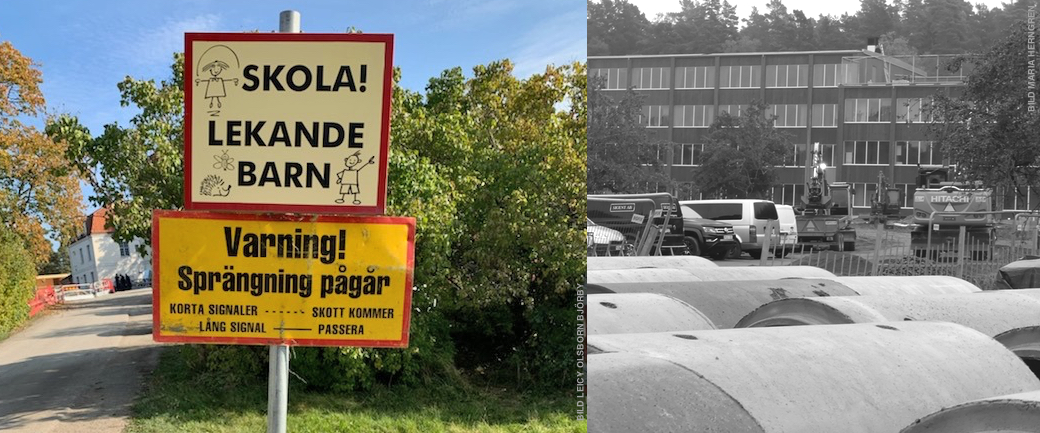 SKOLA!
LEKANDE
BARN
Varning!
Sprängning pågår
KORTA SIGNALER ------ SKOTT KOMMER
LÅNG SIGNAL —— PASSERA
BILD LEICY OLSBORN BJÖRBY
HITACHI
BILD MARIA HERNGREN